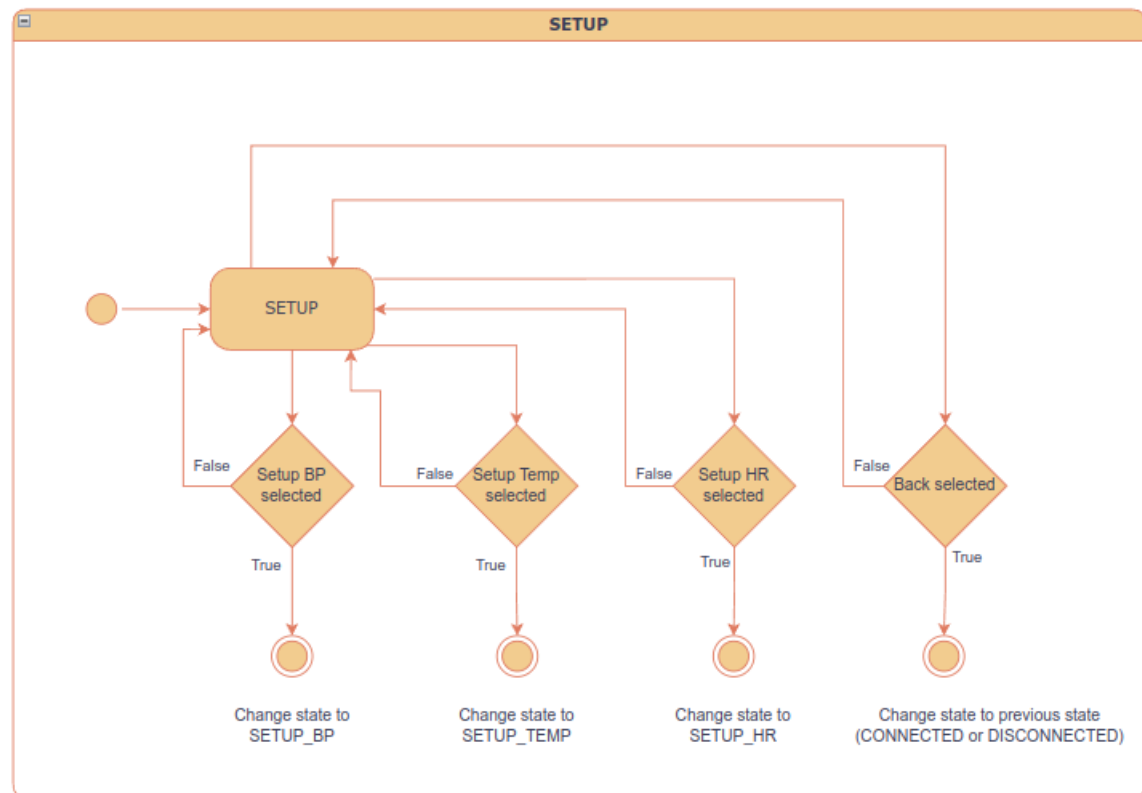 SETUP
SETUP
Setup BP
selected
Setup Temp
selected
Setup HR
selected
Back selected
False
False
False
False
True
True
True
True
Change state to
SETUP_BP
Change state to
SETUP_TEMP
Change state to
SETUP_HR
Change state to previous state
(CONNECTED or DISCONNECTED)